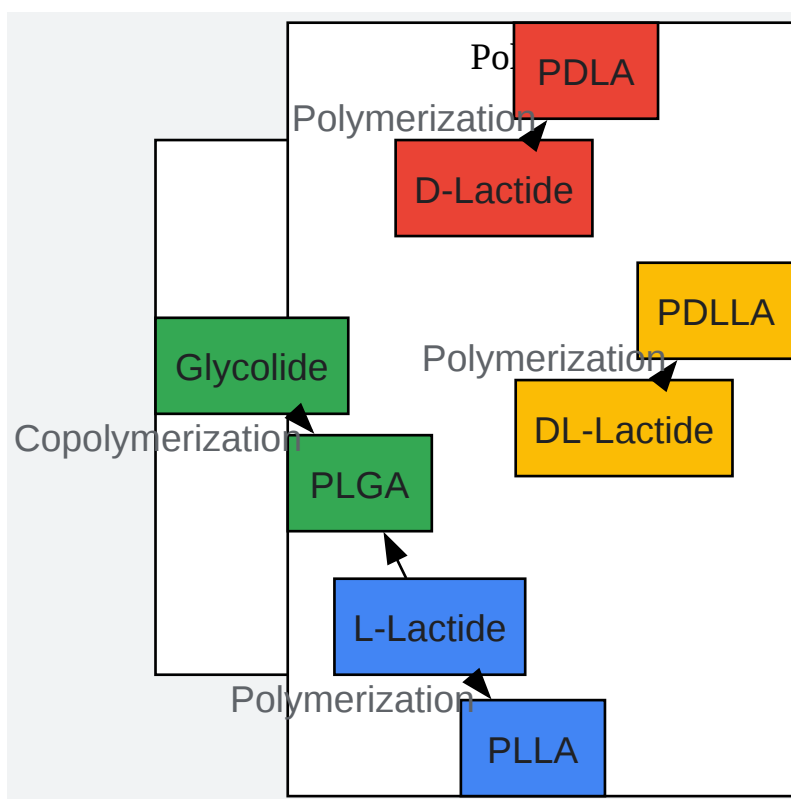 PDLA
Polymerization
D-Lactide
PDLLA
Polymerization
Glycolide
DL-Lactide
Copolymerization
PLGA
L-Lactide
Polymerization
PLLA